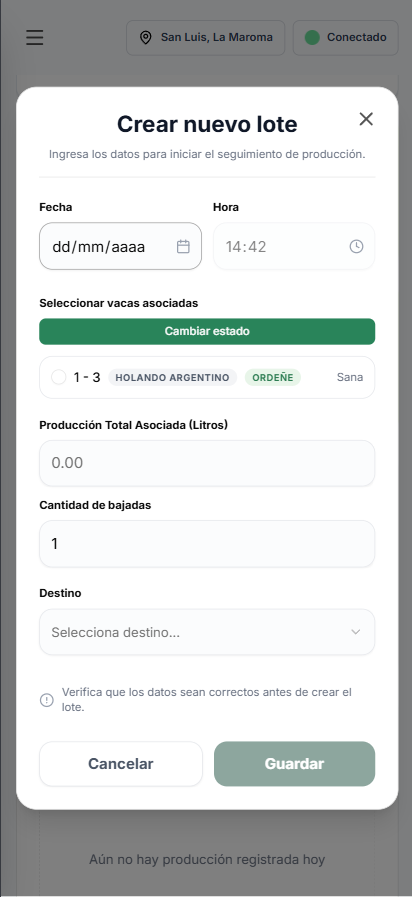 San Luis, La Maroma
Conectado
Crear nuevo lote
Ingresa los datos para iniciar el seguimiento de producción.
Fecha
Hora
dd/mm/aaaa
14:42
Seleccionar vacas asociadas
Cambiar estado
1 - 3 HOLANDO ARGENTINO ORDEÑE Sana
Producción Total Asociada (Litros)
0.00
Cantidad de bajadas
1
Destino
Selecciona destino...
Verifica que los datos sean correctos antes de crear el
lote.
Cancelar
Guardar
Aún no hay producción registrada hoy